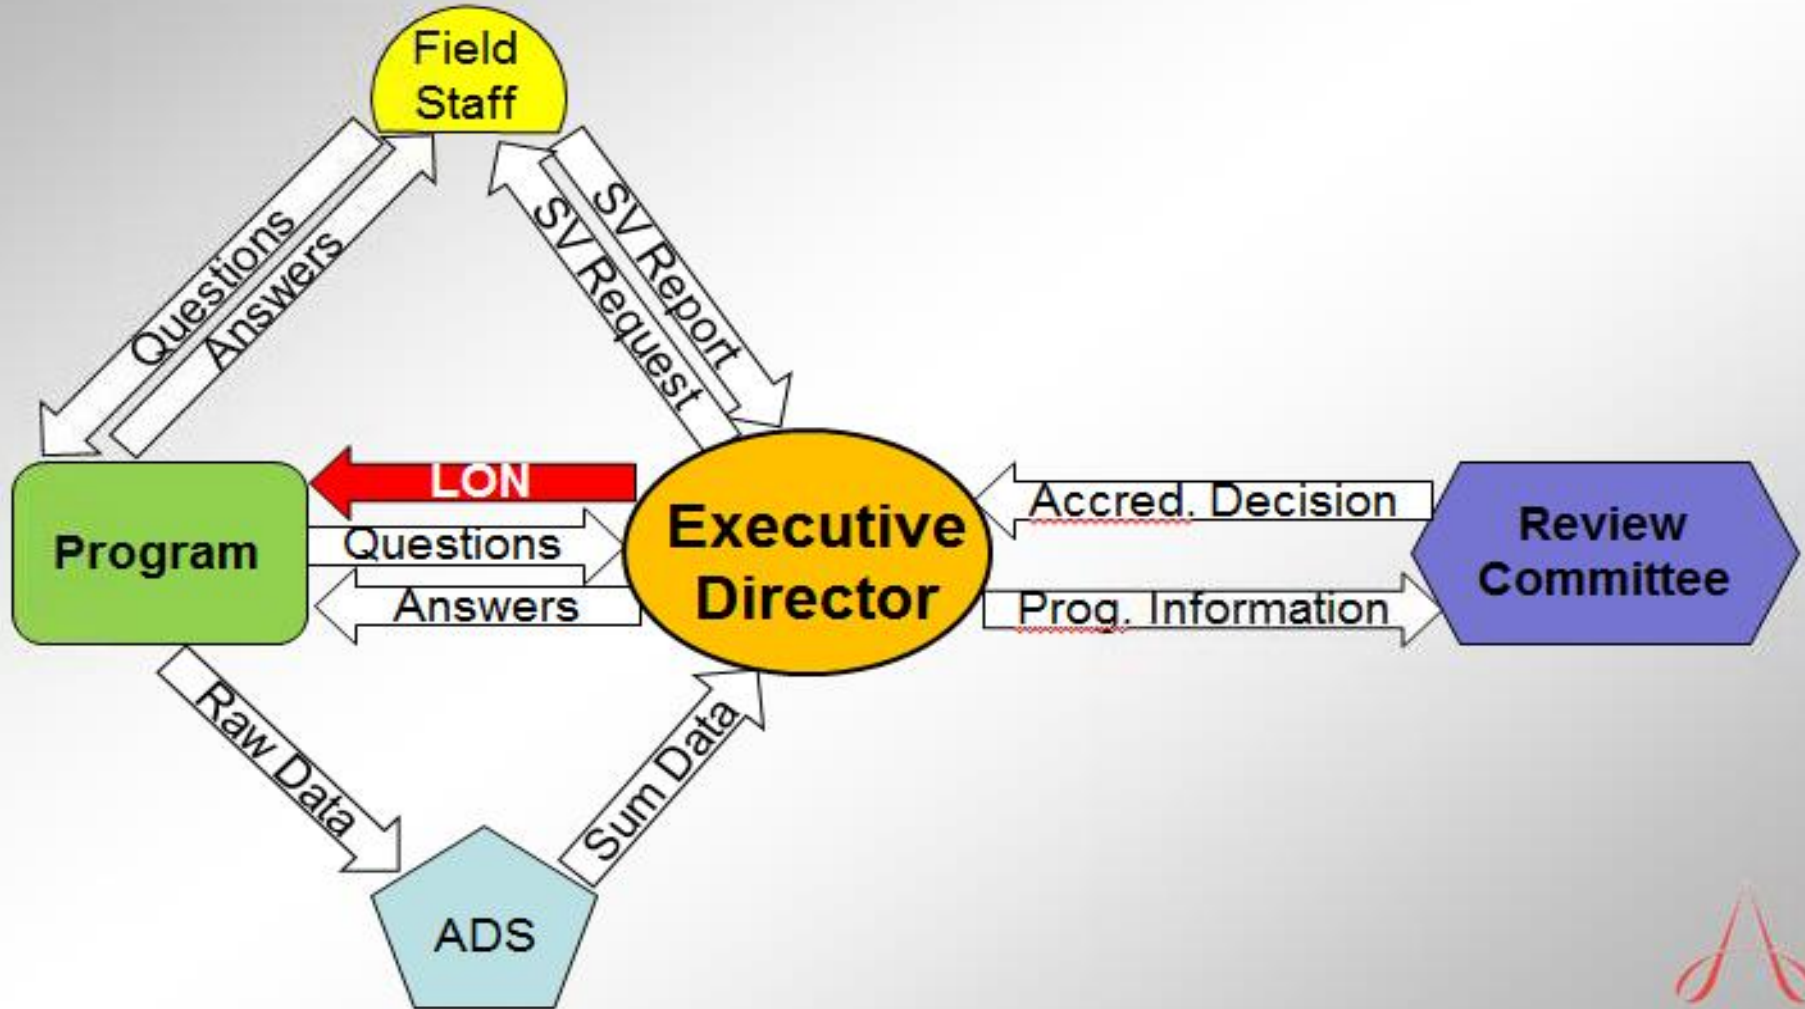 Field
Staff
Questions
Answers
SV Request
SV Report
LON
Questions
Answers
Program
Executive
Director
Accred. Decision
Prog. Information
Review
Committee
Raw Data
Sum Data
ADS